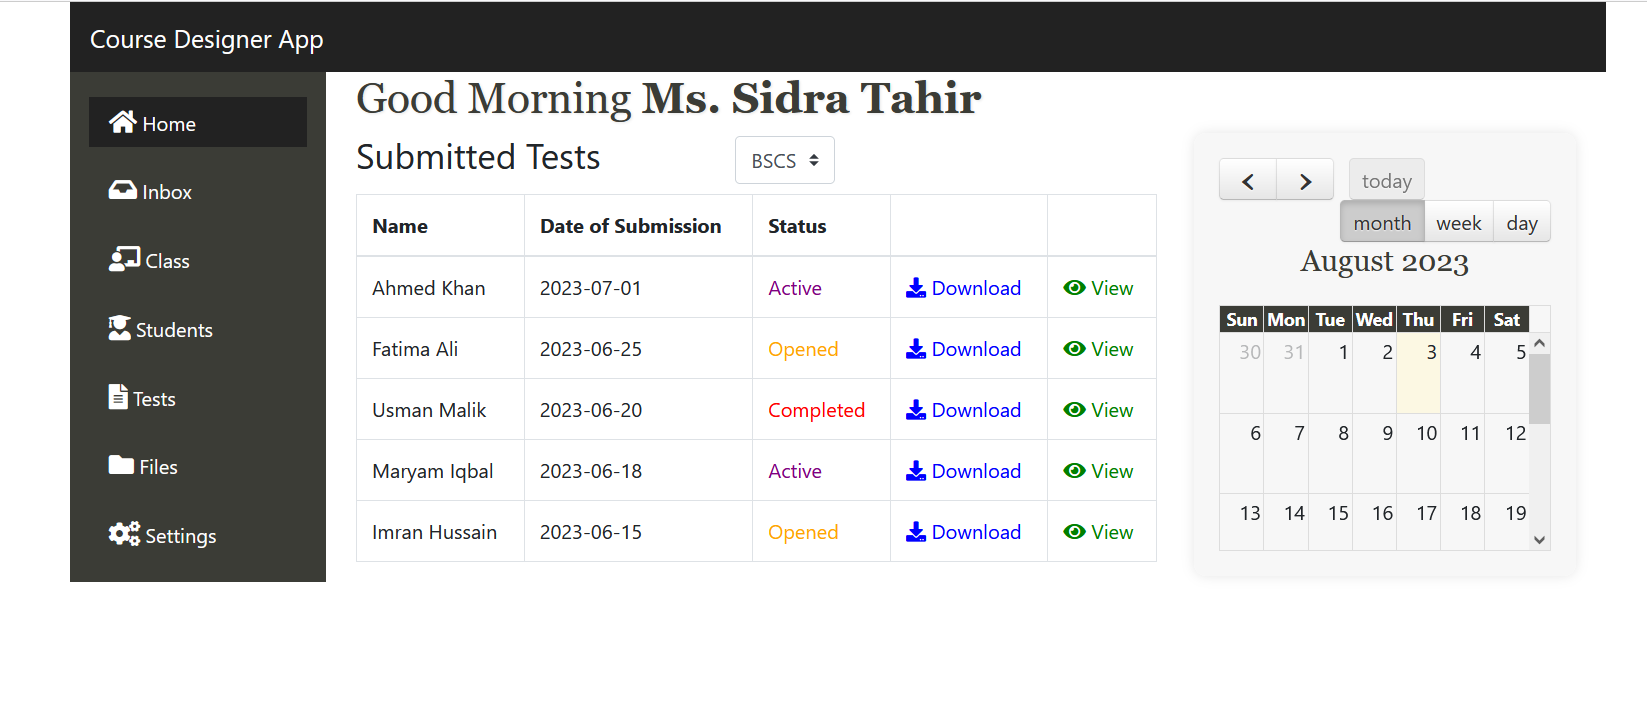 Course Designer App
Home
Inbox
Class
Students
Tests
Files
Settings
Good Morning Ms. Sidra Tahir
Submitted Tests BSCS
Name Date of Submission Status
Ahmed Khan 2023-07-01 Active Download View
Fatima Ali 2023-06-25 Opened Download View
Usman Malik 2023-06-20 Completed Download View
Maryam Iqbal 2023-06-18 Active Download View
Imran Hussain 2023-06-15 Opened Download View
today
month week day
August 2023
Sun Mon Tue Wed Thu Fri Sat
30 31 1 2 3 4 5
6 7 8 9 10 11 12
13 14 15 16 17 18 19